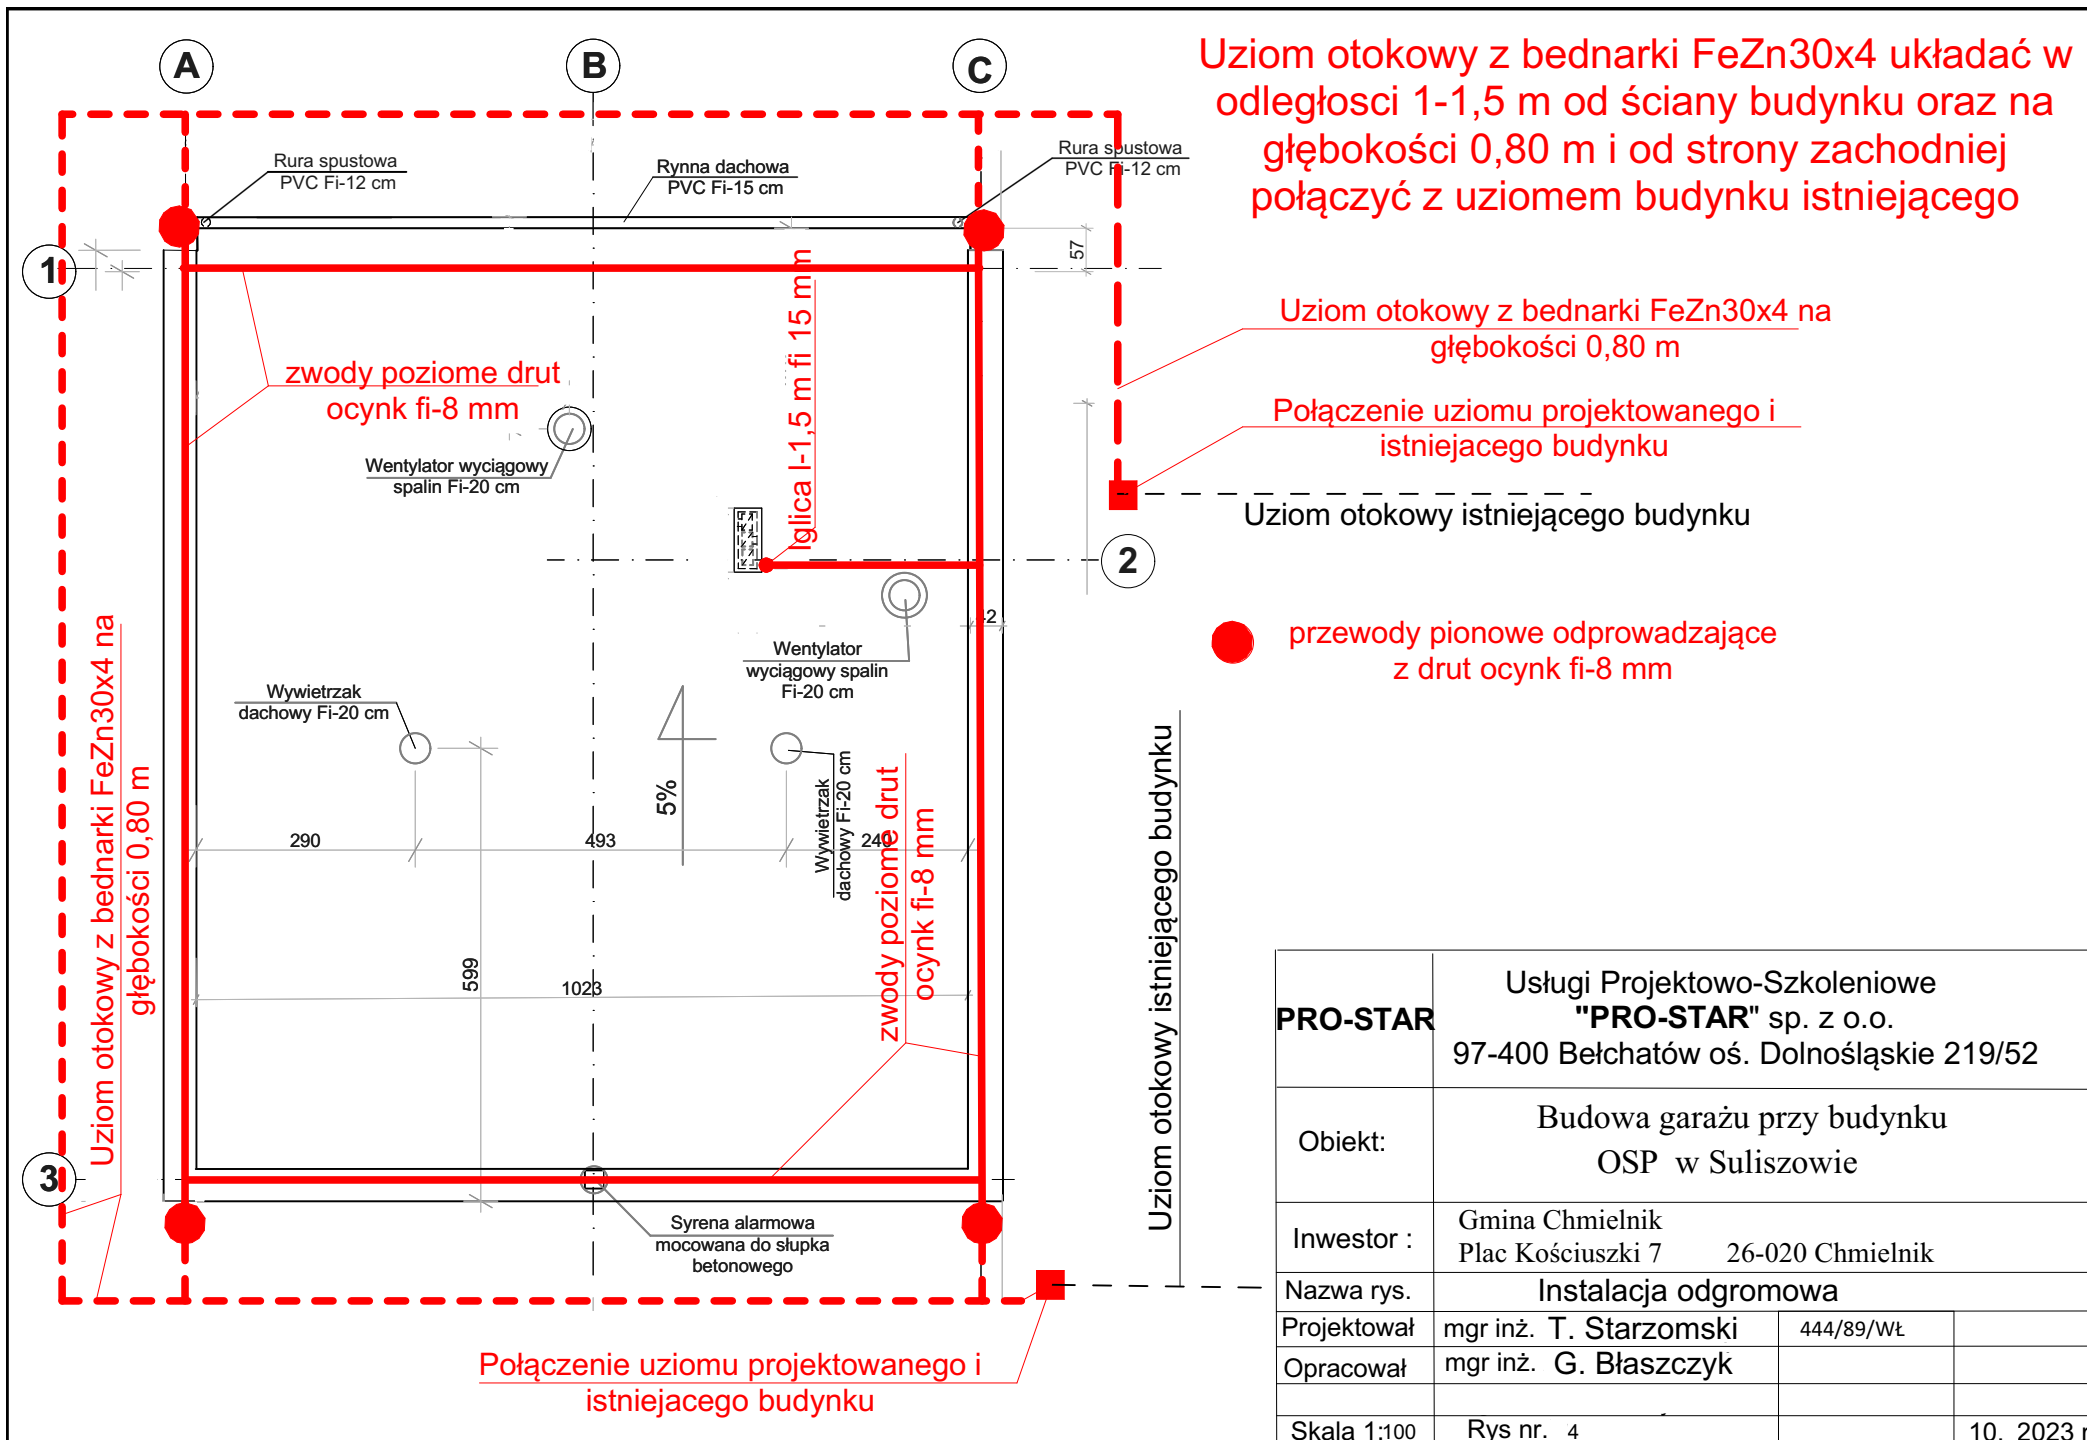 A
B
C
Uziom otokowy z bednarki FeZn30x4 układać w
odległosci 1-1,5 m od ściany budynku oraz na
głębokości 0,80 m i od strony zachodniej
połączyć z uziomem budynku istniejącego
Rura spustowa
PVC Fi-12 cm
Rynna dachowa
PVC Fi-15 cm
Rura spustowa
PVC Fi-12 cm
1
57
zwody poziome drut
ocynk fi-8 mm
Iglica l-1,5 m fi 15 mm
Uziom otokowy z bednarki FeZn30x4 na
głębokości 0,80 m
Połączenie uziomu projektowanego i
istniejacego budynku
Wentylator wyciągowy
spalin Fi-20 cm
Uziom otokowy istniejącego budynku
2
Wentylator
wyciągowy spalin
Fi-20 cm
przewody pionowe odprowadzające
z drut ocynk fi-8 mm
Wywietrzak
dachowy Fi-20 cm
Uziom otokowy z bednarki FeZn30x4 na
głębokości 0,80 m
5%
Wywietrzak
dachowy Fi-20 cm
zwody poziome drut
ocynk fi-8 mm
Uziom otokowy istniejącego budynku
290
493
240
599
1023
3
Syrena alarmowa
mocowana do słupka
betonowego
Połączenie uziomu projektowanego i
istniejacego budynku
PRO-STAR
Usługi Projektowo-Szkoleniowe
"PRO-STAR" sp. z o.o.
97-400 Bełchatów oś. Dolnośląskie 219/52
Obiekt:
Budowa garażu przy budynku
OSP w Suliszowie
Inwestor :
Gmina Chmielnik
Plac Kościuszki 7 26-020 Chmielnik
Nazwa rys.
Instalacja odgromowa
Projektował
mgr inż. T. Starzomski
444/89/WŁ
Opracował
mgr inż. G. Błaszczyk
Skala 1:100
Rys nr. 4
10. 2023 r